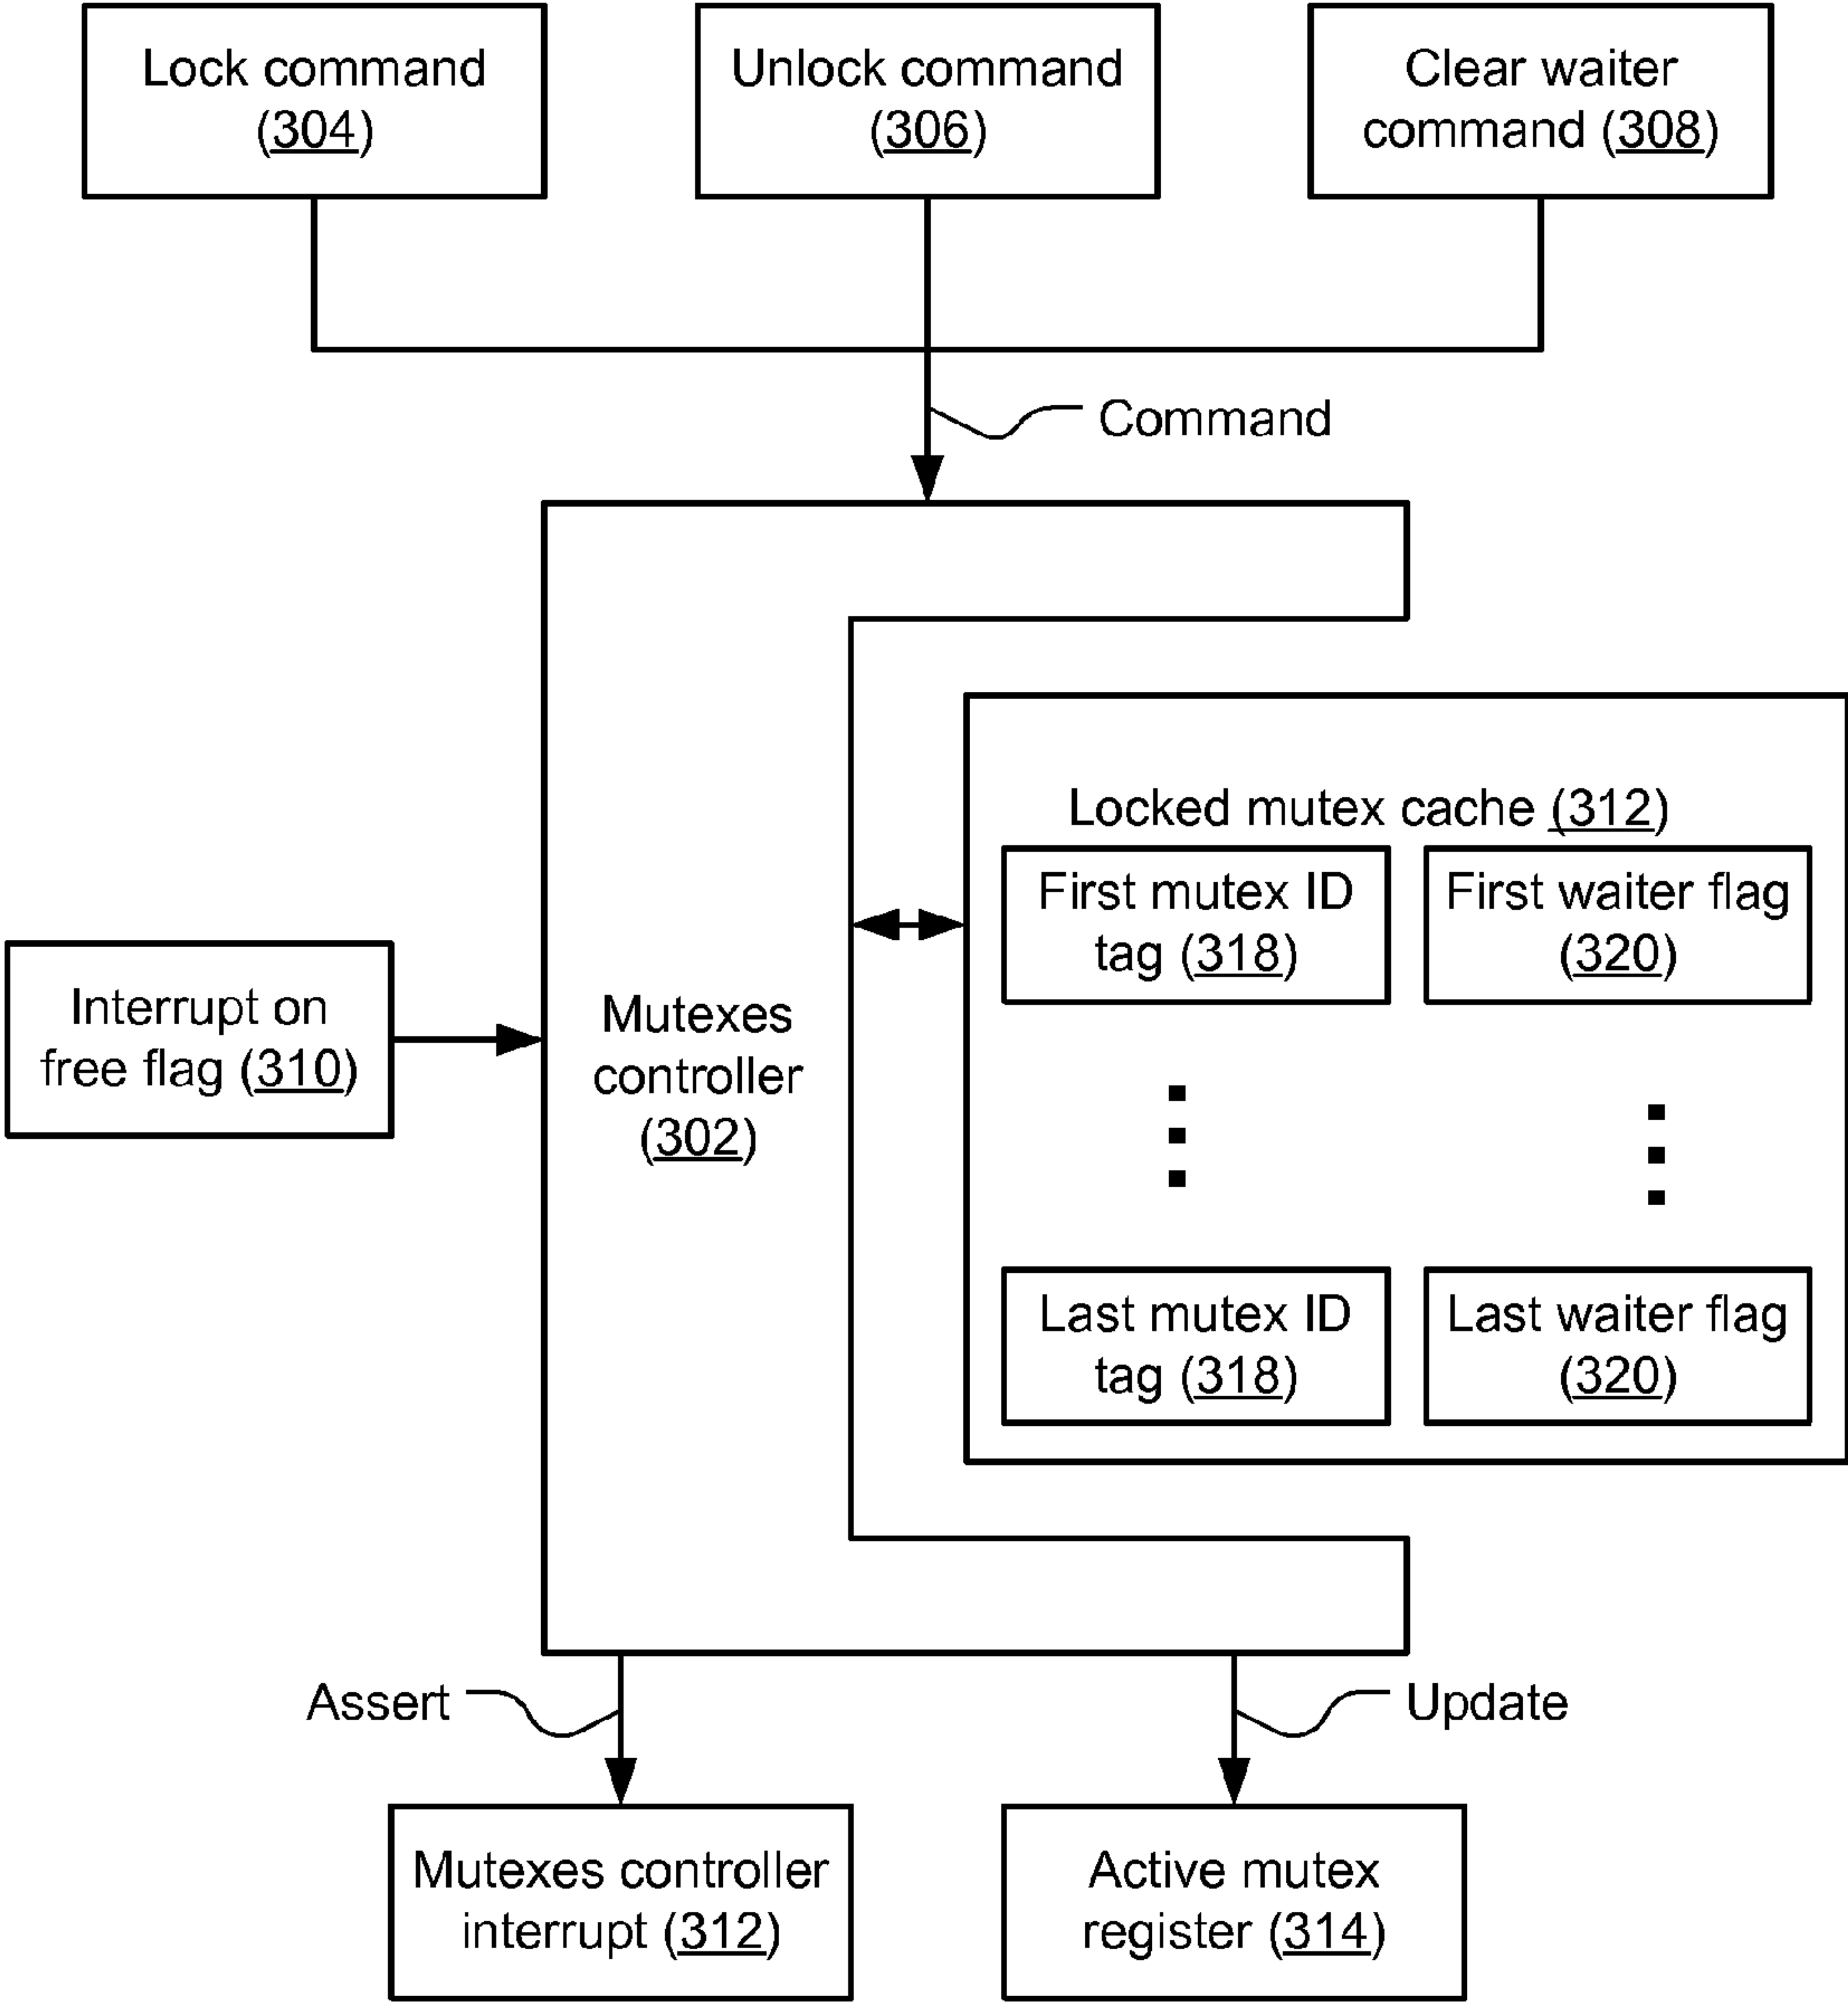 Lock command
(304)
Unlock command
(306)
Clear waiter
command (308)
Command
Locked mutex cache (312)
First mutex ID
tag (318)
First waiter flag
(320)
Interrupt on
free flag (310)
Mutexes
controller
(302)
Last mutex ID
tag (318)
Last waiter flag
(320)
Assert
Update
Mutexes controller
interrupt (312)
Active mutex
register (314)